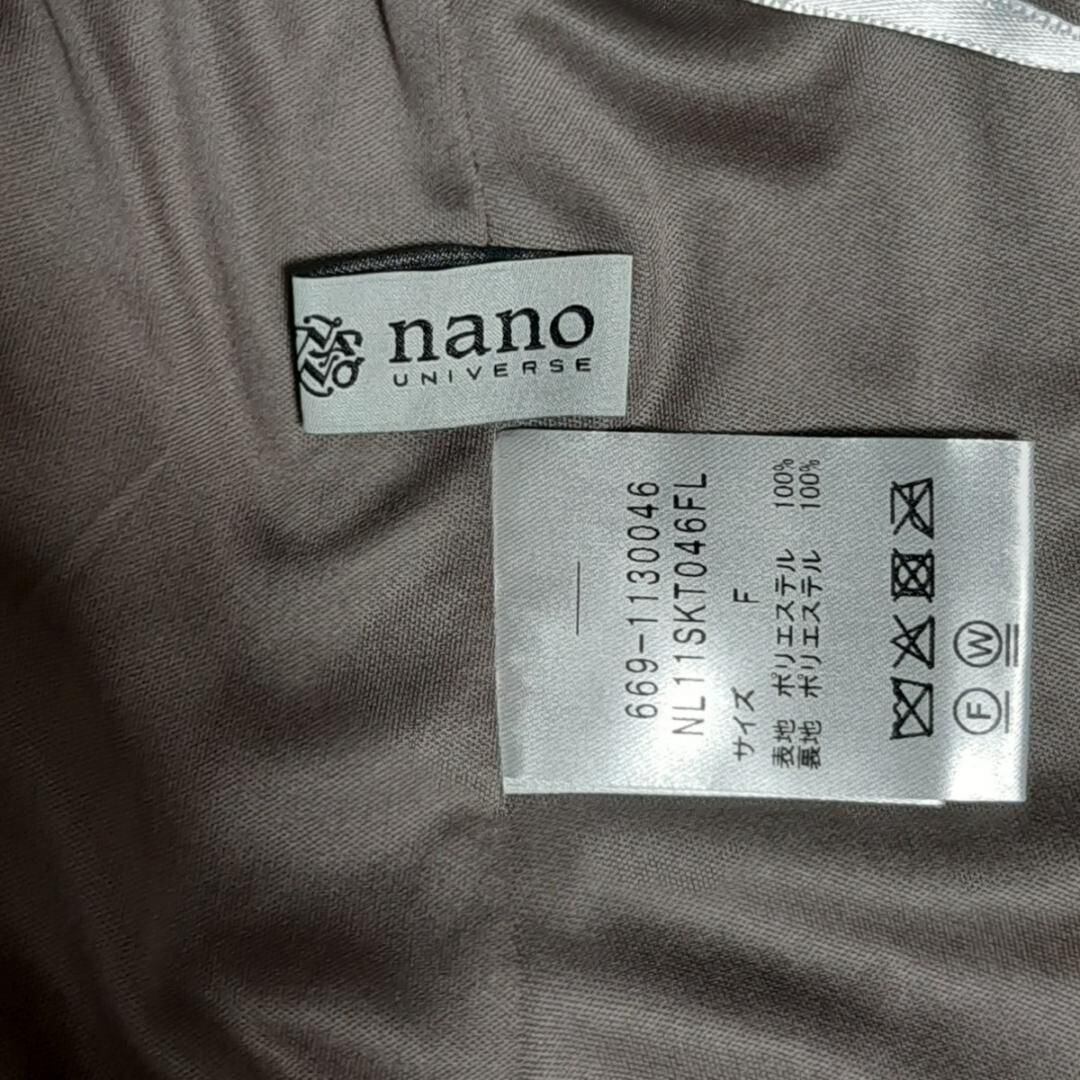 nano
UNIVERSE
669-1130046
NL11SKT046FL
サイズ F
表地 ポリエステル 100%
裏地 ポリエステル 100%
F W